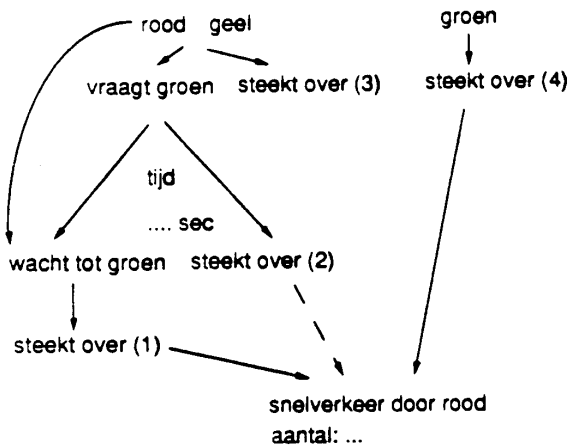 rood geel
groen
vraagt groen steekt over (3)
steekt over (4)
tijd
.... sec
wacht tot groen steekt over (2)
steekt over (1)
snelverkeer door rood
aantal: ...